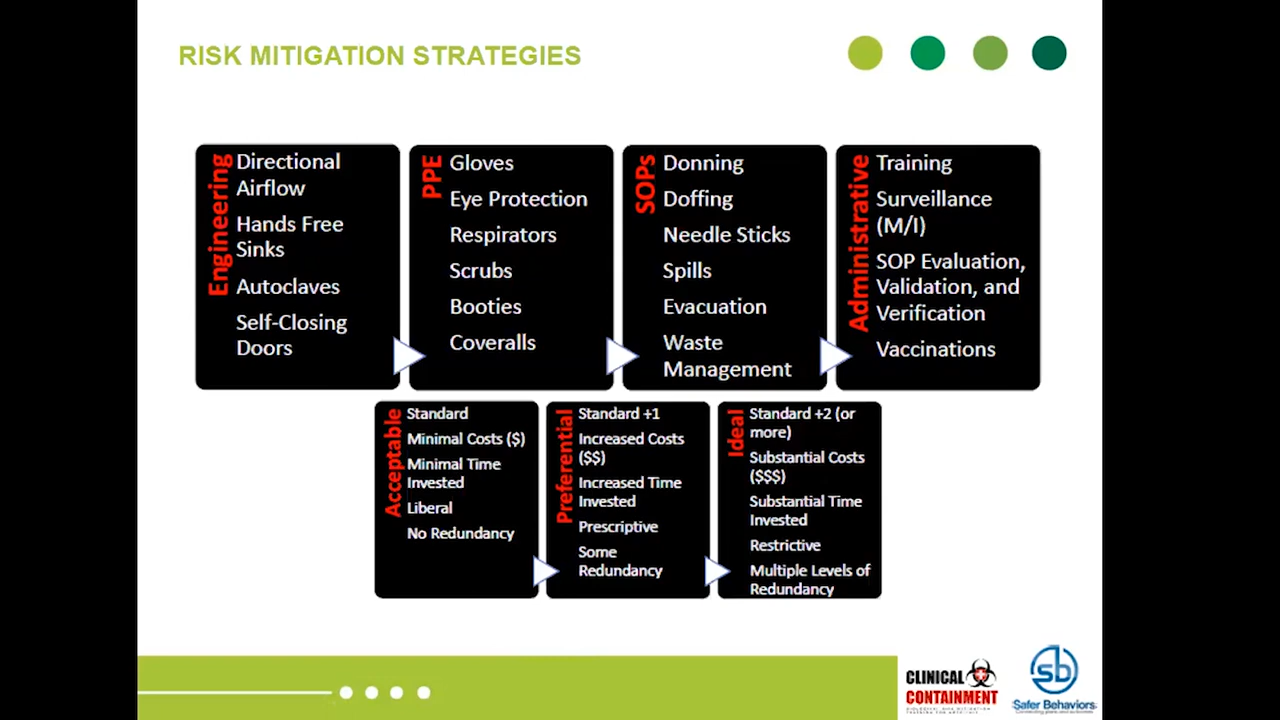 RISK MITIGATION STRATEGIES
Engineering
Directional
Airflow
Hands Free
Sinks
Autoclaves
Self-Closing
Doors
PPE
Gloves
Eye Protection
Respirators
Scrubs
Booties
Coveralls
SOPs
Donning
Doffing
Needle Sticks
Spills
Evacuation
Waste
Management
Administrative
Training
Surveillance
(M/I)
SOP Evaluation,
Validation, and
Verification
Vaccinations
Acceptable
Standard
Minimal Costs ($)
Minimal Time
Invested
Liberal
No Redundancy
Preferential
Standard +1
Increased Costs
($$)
Increased Time
Invested
Prescriptive
Some
Redundancy
Ideal
Standard +2 (or
more)
Substantial Costs
($$$)
Substantial Time
Invested
Restrictive
Multiple Levels of
Redundancy
CLINICAL
CONTAINMENT
sb
Safer Behaviors